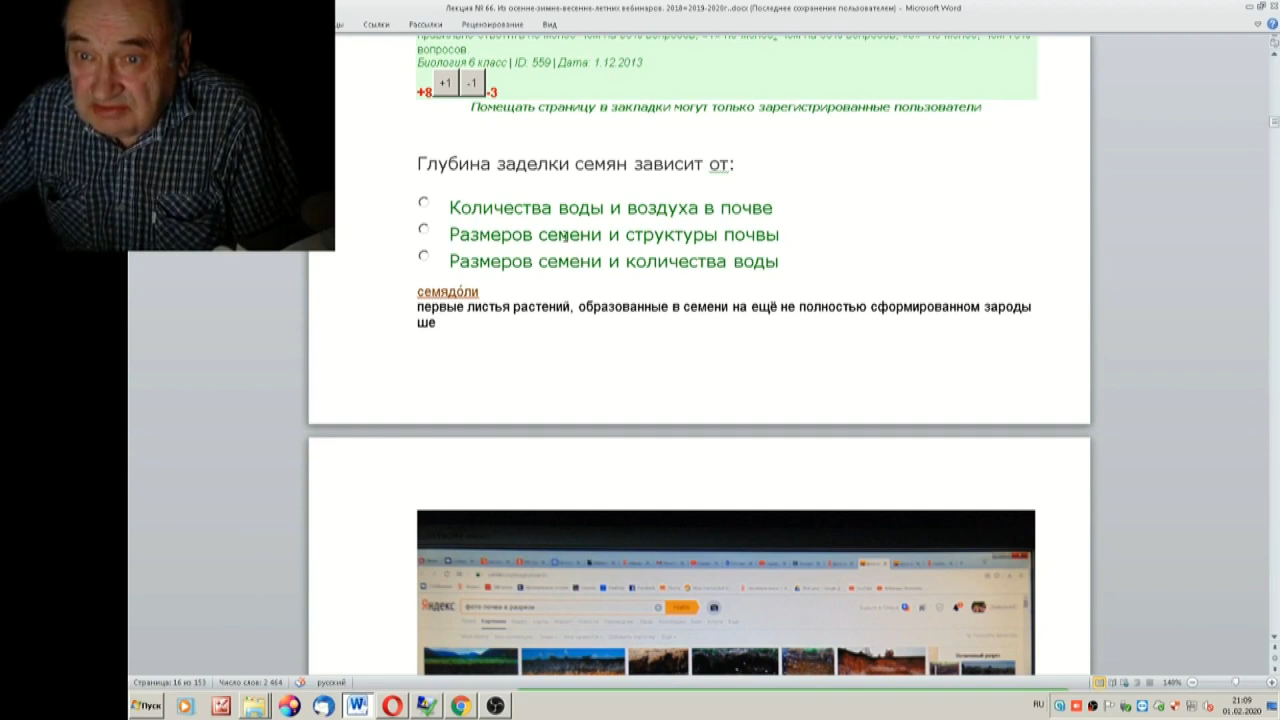 Лекция № 66. Из осенне-зимне-весенне-летних вебинаров. 2018+2019-2020г..docx (Последнее сохранение пользователем) - Microsoft Word
Ссылки Рассылки Рецензирование Вид
вопросов
Биология 6 класс | ID: 559 | Дата: 1.12.2013
+8 +1 -1 -3
Помещать страницу в закладки могут только зарегистрированные пользователи
Глубина заделки семян зависит от:
Количества воды и воздуха в почве
Размеров семени и структуры почвы
Размеров семени и количества воды
семядо́ли
первые листья растений, образованные в семени на ещё не полностью сформированном зароды
ше
Яндекс фото почва в разрезе Найти
Страница: 16 из 153 Число слов: 2 464 русский 140%
Пуск RU 21:09
01.02.2020